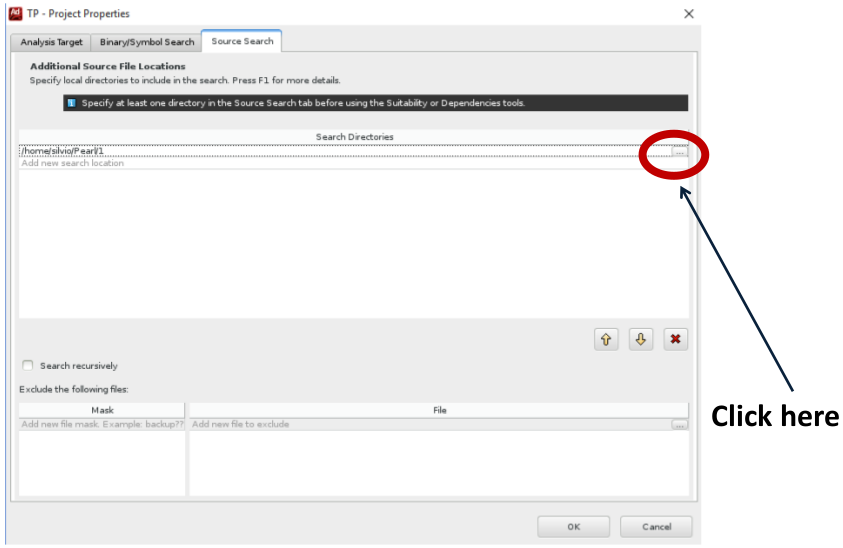 Ad TP - Project Properties
Analysis Target Binary/Symbol Search Source Search
Additional Source File Locations
Specify local directories to include in the search. Press F1 for more details.
Specify at least one directory in the Source Search tab before using the Suitability or Dependencies tools.
Search Directories
/home/silvio/Pearl/1 ...
Add new search location
Search recursively
Exclude the following files:
Mask File
Add new file mask. Example: backup?? Add new file to exclude ...
Click here
OK Cancel